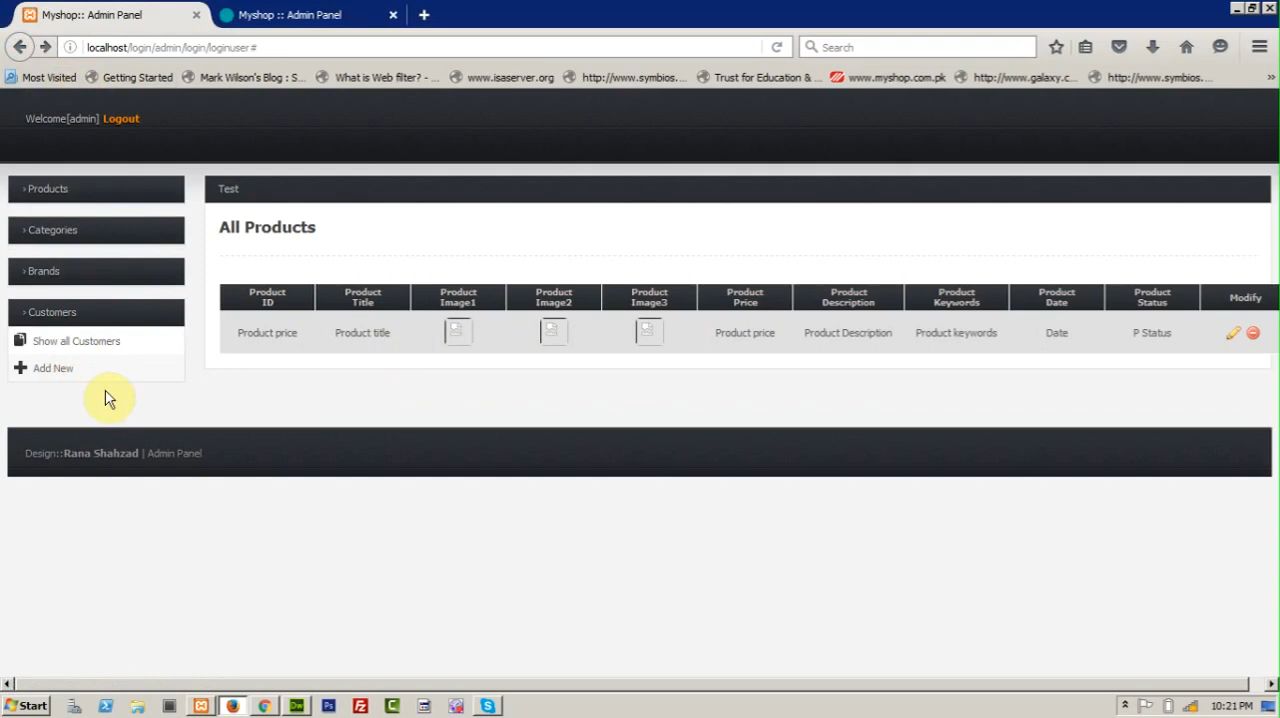 Myshop :: Admin Panel
Myshop :: Admin Panel
localhost/login/admin/login/loginuser#
Search
Most Visited
Getting Started
Mark Wilson's Blog : S...
What is Web filter? - ...
www.isaserver.org
http://www.symbios....
Trust for Education & ...
www.myshop.com.pk
http://www.galaxy.c...
http://www.symbios....
Welcome[admin] Logout
› Products
Test
All Products
› Categories
› Brands
› Customers
Show all Customers
Add New
Product ID
Product Title
Product Image1
Product Image2
Product Image3
Product Price
Product Description
Product Keywords
Product Date
Product Status
Modify
Product price
Product title
Product price
Product Description
Product keywords
Date
P Status
Design::Rana Shahzad | Admin Panel
Start
Dw
Ps
Fz
C
S
10:21 PM